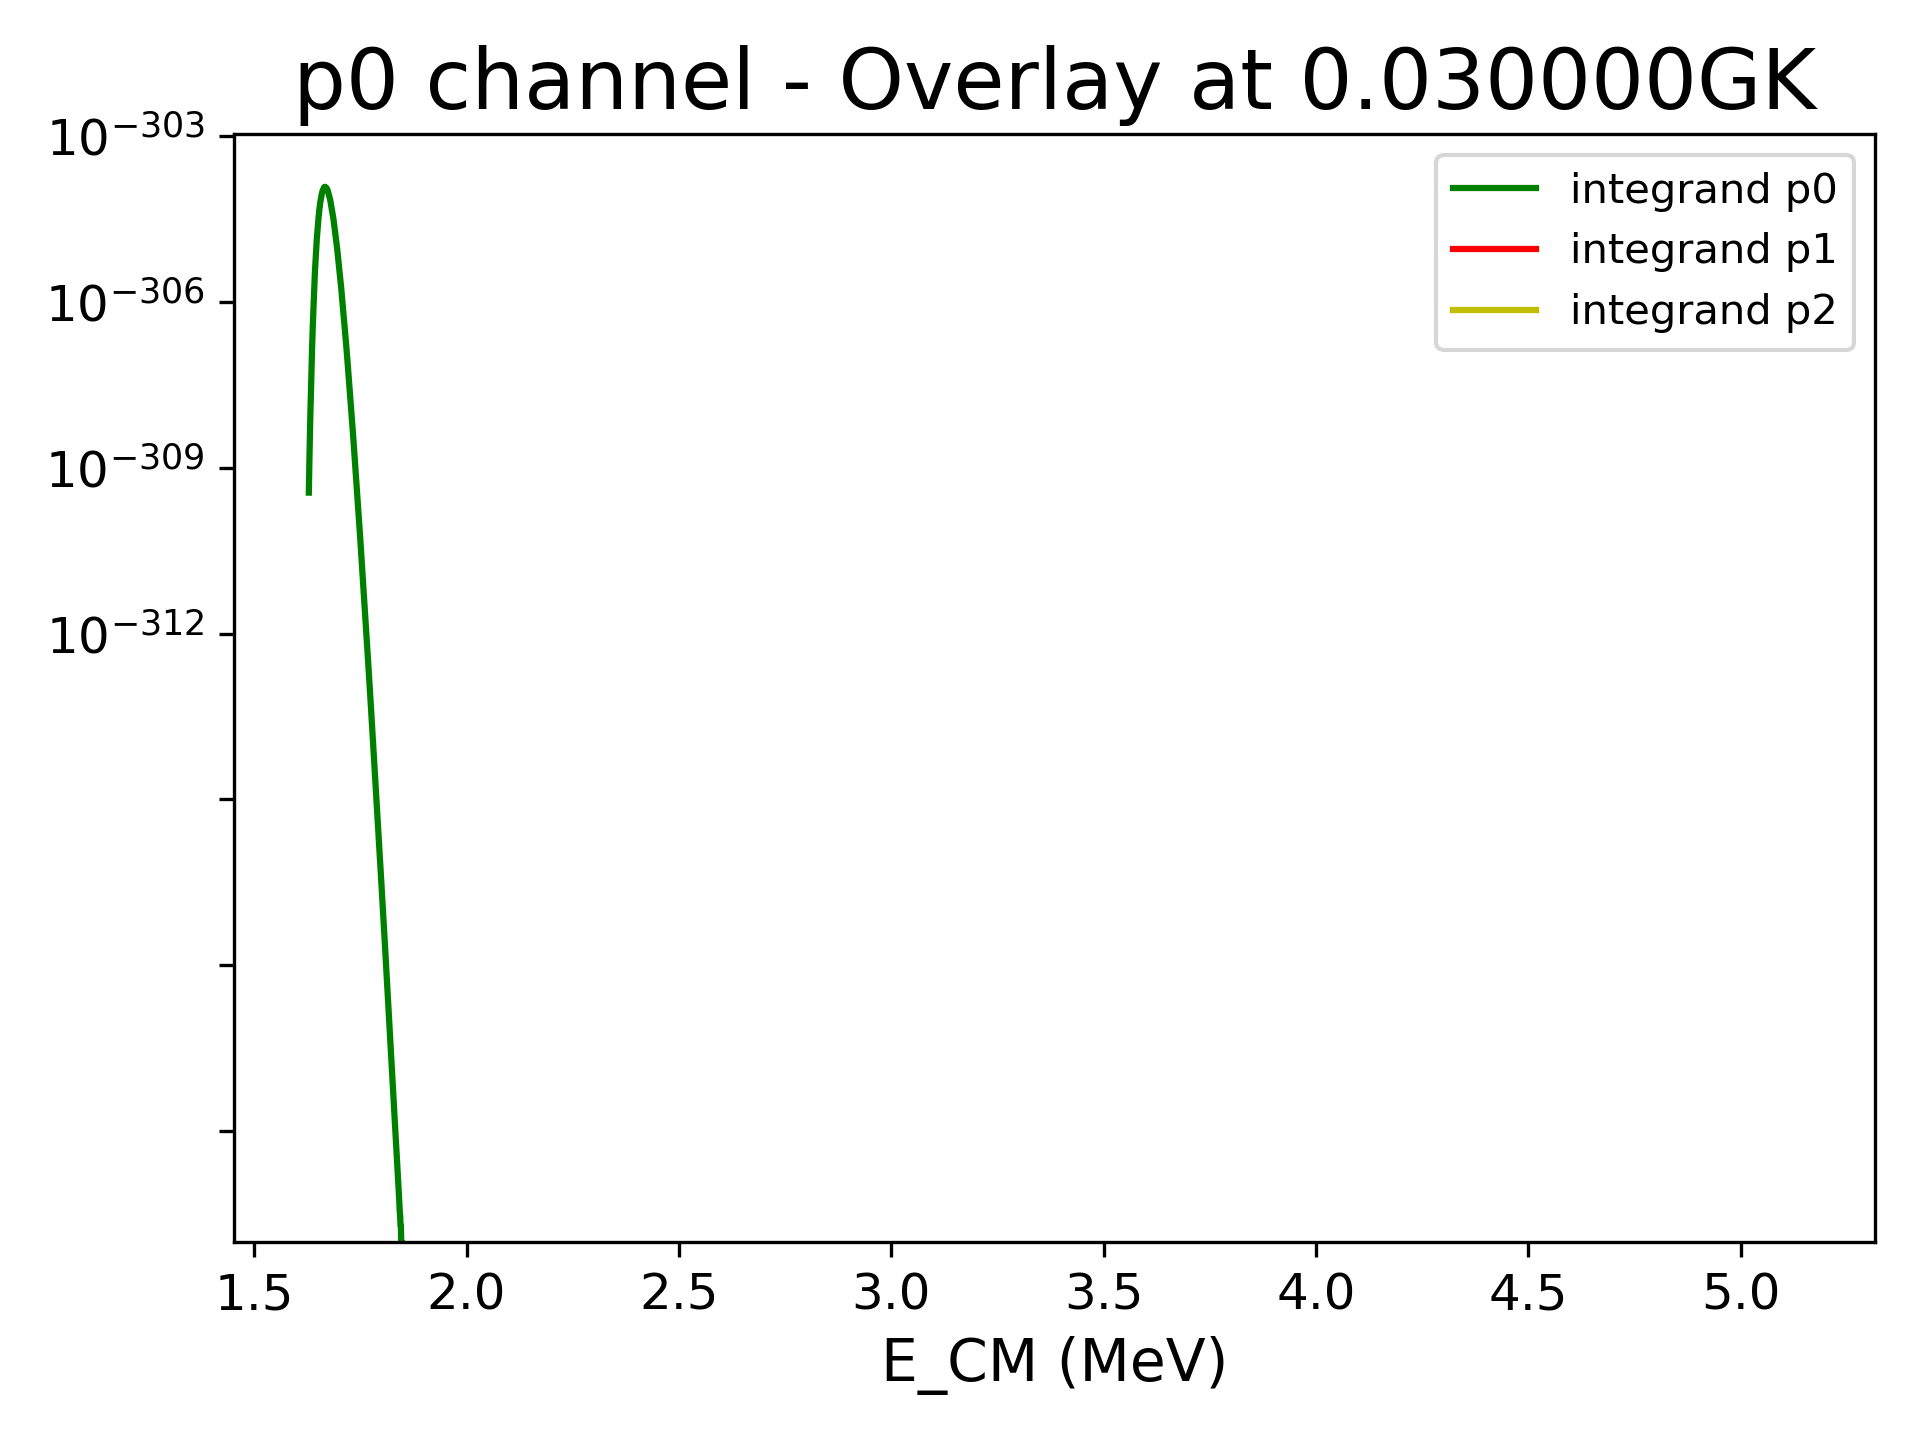 p0 channel - Overlay at 0.030000GK
10⁻³⁰³
10⁻³⁰⁶
10⁻³⁰⁹
10⁻³¹²
integrand p0
integrand p1
integrand p2
1.5 2.0 2.5 3.0 3.5 4.0 4.5 5.0
E_CM (MeV)